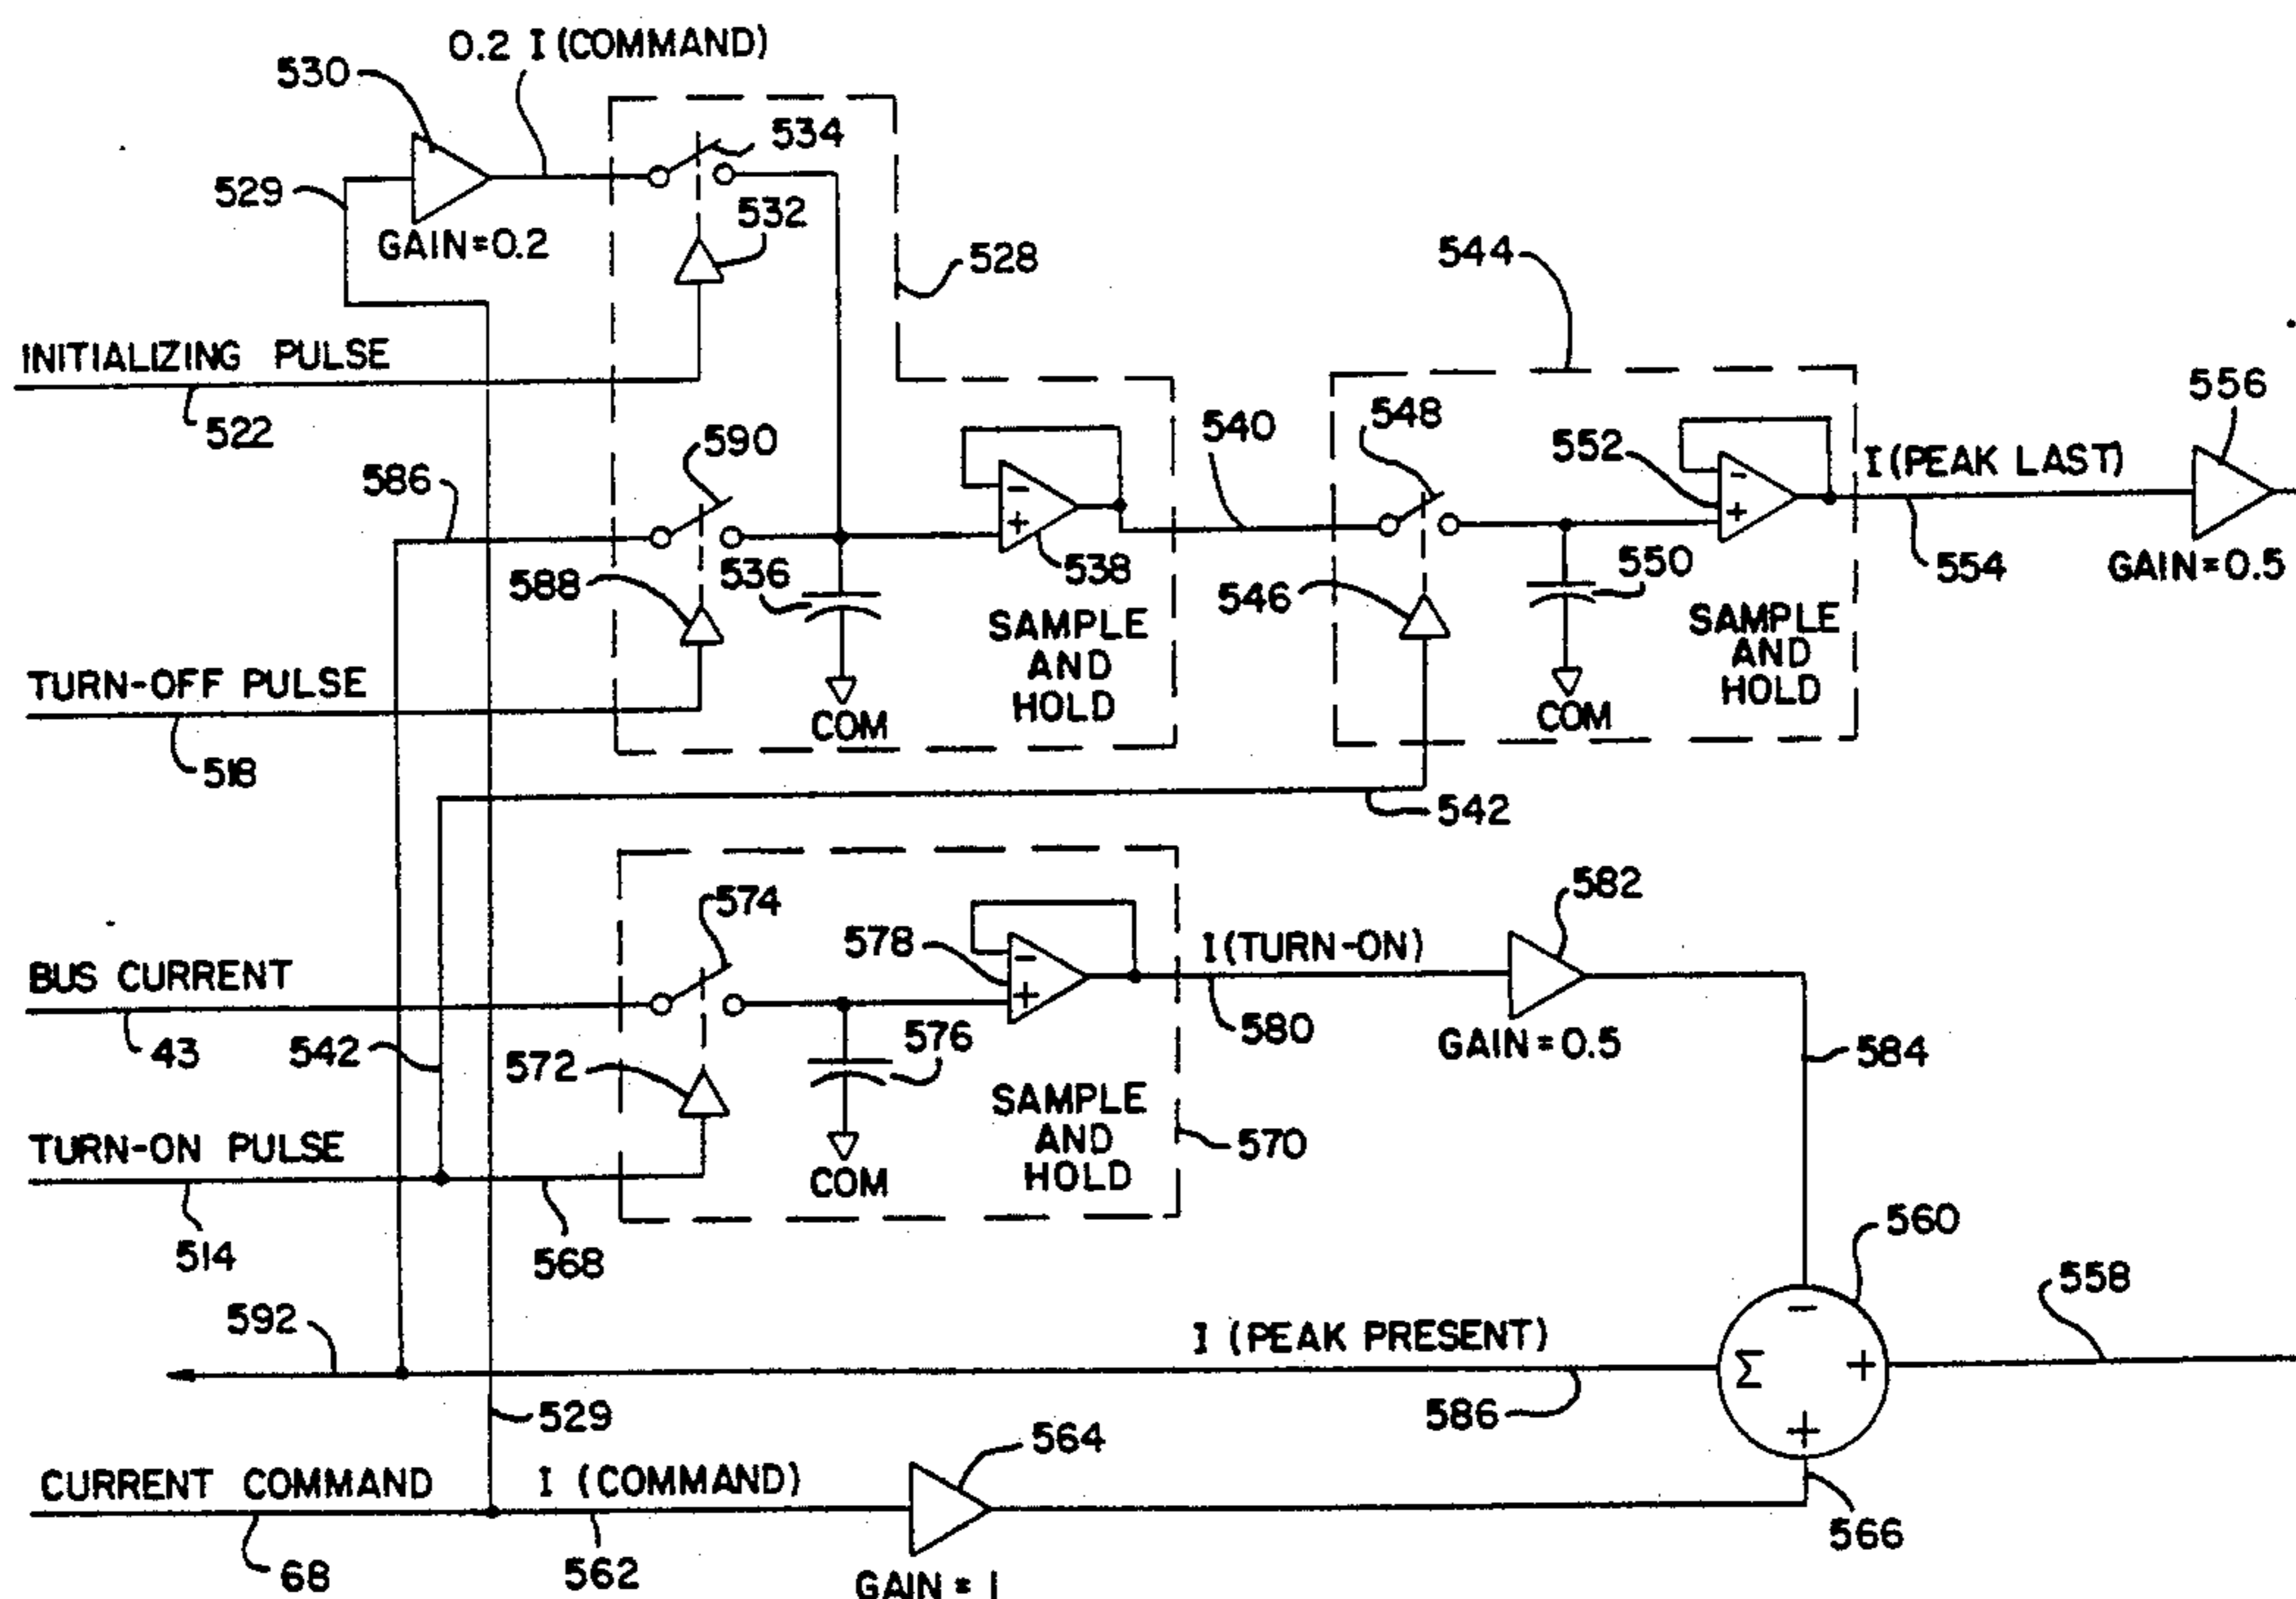 0.2 I (COMMAND)
530
534
529
532
GAIN=0.2
528
544
INITIALIZING PULSE
522
556
548
590
540
552
I (PEAK LAST)
586
-
+
-
+
538
554
GAIN=0.5
588
536
546
550
SAMPLE
AND
HOLD
SAMPLE
AND
HOLD
TURN-OFF PULSE
COM
COM
518
542
574
582
578
I (TURN-ON)
BUS CURRENT
-
+
580
43
542
572
576
GAIN=0.5
584
SAMPLE
AND
HOLD
TURN-ON PULSE
570
COM
514
568
560
558
592
I (PEAK PRESENT)
-
Σ
+
+
586
529
564
CURRENT COMMAND
I (COMMAND)
566
68
562
GAIN = 1